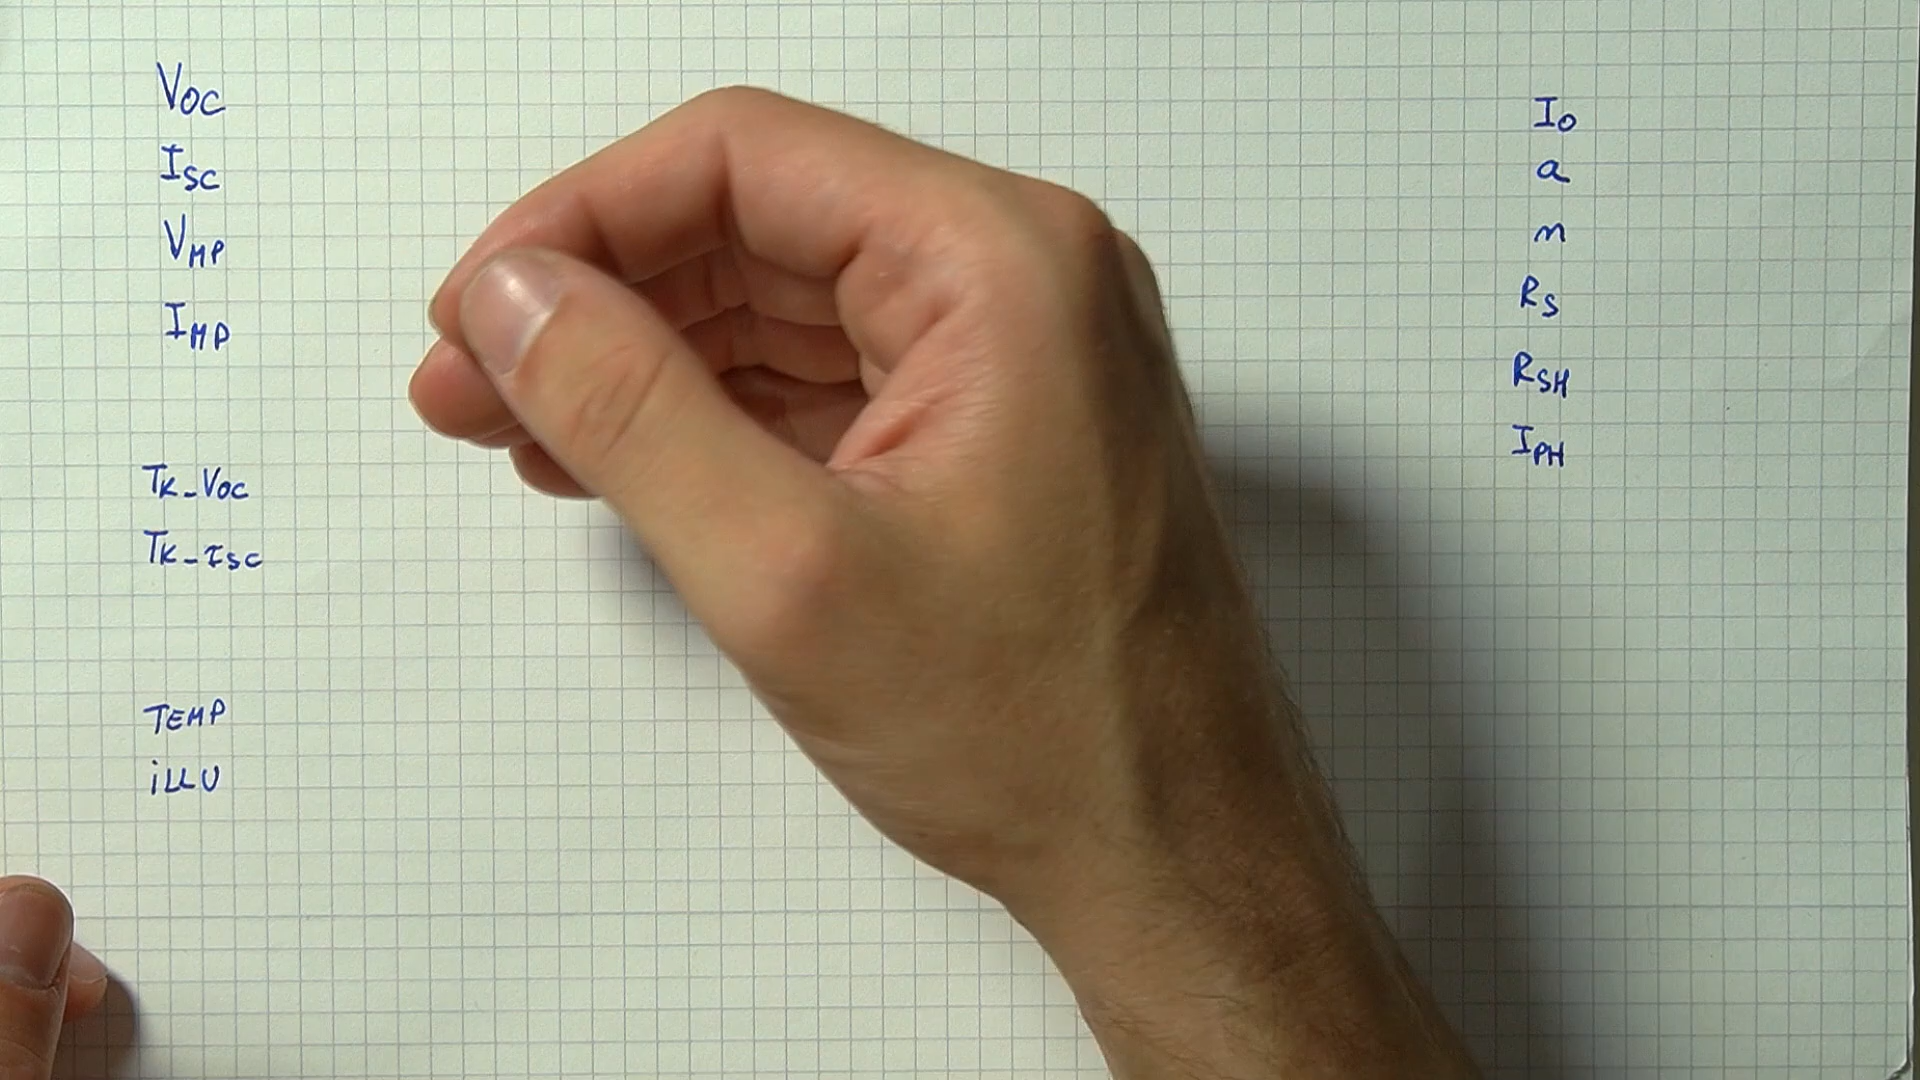 Voc
Isc
VMP
IMP
TK_Voc
TK_Isc
TEMP
iLLU
Io
a
n
Rs
RSH
IPH